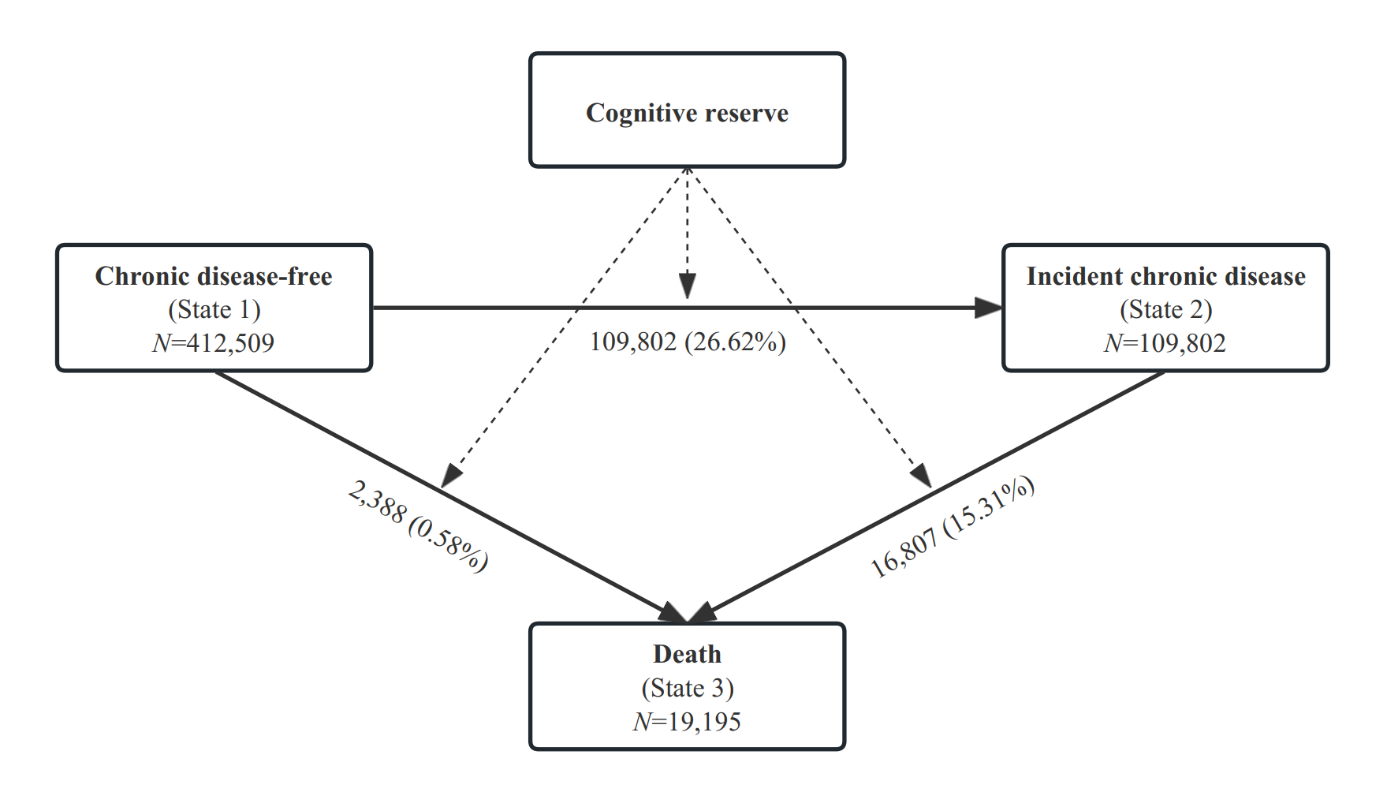 Cognitive reserve
Chronic disease-free
(State 1)
N=412,509
Incident chronic disease
(State 2)
N=109,802
109,802 (26.62%)
2,388 (0.58%)
16,807 (15.31%)
Death
(State 3)
N=19,195